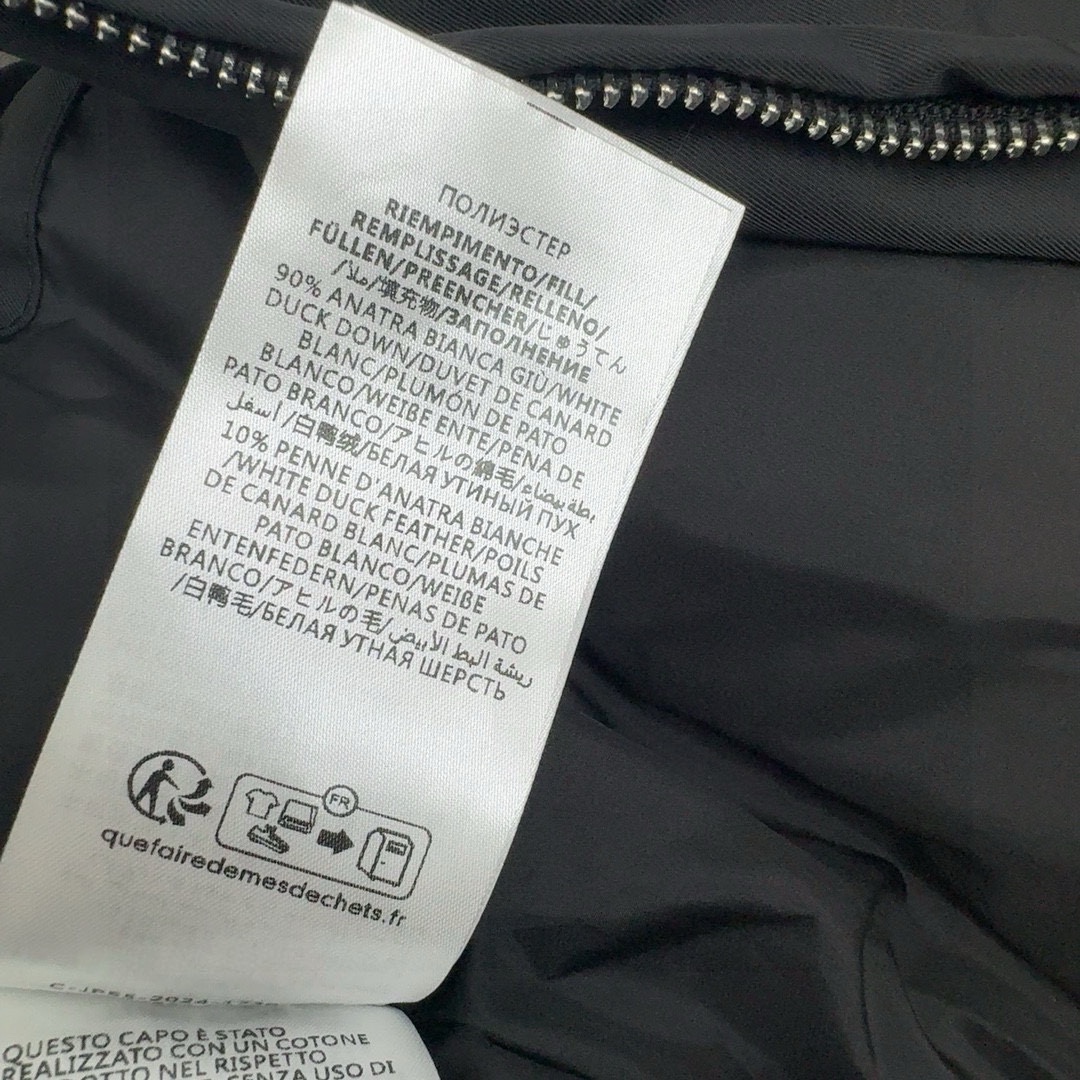 ПОЛИЭСТЕР
RIEMPIMENTO/FILL/
REMPLISSAGE/RELLENO/
FÜLLEN/PREENCHER/じゅうてん
/ملأ/填充物/ЗАПОЛНЕНИЕ
90% ANATRA BIANCA GIÙ/WHITE
DUCK DOWN/DUVET DE CANARD
BLANC/PLUMÓN DE PATO
BLANCO/WEIßE ENTE/PENA DE
PATO BRANCO/アヒルの綿毛/بطة بيضاء
أسفل/白鸭绒/БЕЛАЯ УТИНЫЙ ПУХ
10% PENNE D'ANATRA BIANCHE
/WHITE DUCK FEATHER/POILS
DE CANARD BLANC/PLUMAS DE
PATO BLANCO/WEIßE
ENTENFEDERN/PENAS DE PATO
BRANCO/アヒルの毛/ريشة البط الأبيض
/白鸭毛/БЕЛАЯ УТНАЯ ШЕРСТЬ
FR
quefairedemesdechets.fr
QUESTO CAPO È STATO
REALIZZATO CON UN COTONE
NEL RISPETTO
SENZA USO DI